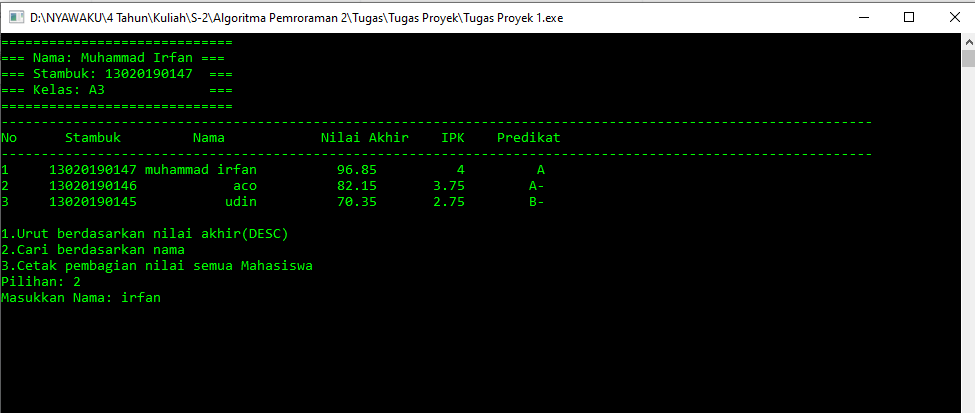 D:\NYAWAKU\4 Tahun\Kuliah\S-2\Algoritma Pemroraman 2\Tugas\Tugas Proyek\Tugas Proyek 1.exe
=============================
=== Nama: Muhammad Irfan ===
=== Stambuk: 13020190147  ===
=== Kelas: A3             ===
=============================
-------------------------------------------------------------------------------------------------------------
No      Stambuk         Nama            Nilai Akhir    IPK    Predikat
-------------------------------------------------------------------------------------------------------------
1     13020190147 muhammad irfan          96.85          4         A
2     13020190146            aco          82.15       3.75        A-
3     13020190145           udin          70.35       2.75        B-
1.Urut berdasarkan nilai akhir(DESC)
2.Cari berdasarkan nama
3.Cetak pembagian nilai semua Mahasiswa
Pilihan: 2
Masukkan Nama: irfan